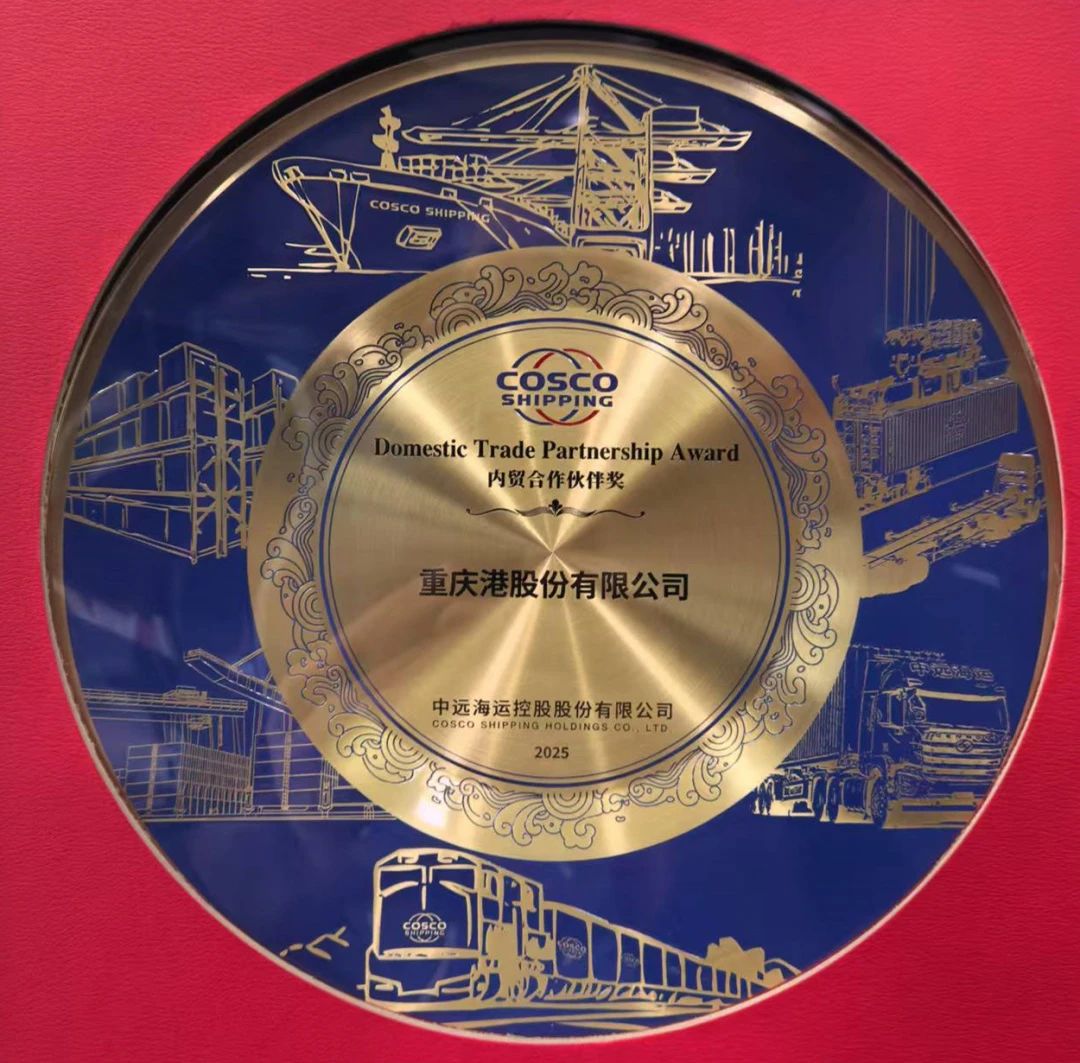 COSCO SHIPPING
COSCO
SHIPPING
Domestic Trade Partnership Award
内贸合作伙伴奖
重庆港股份有限公司
中远海运控股股份有限公司
COSCO SHIPPING HOLDINGS CO., LTD.
2025
中远海运
COSCO
SHIPPING
COSCO